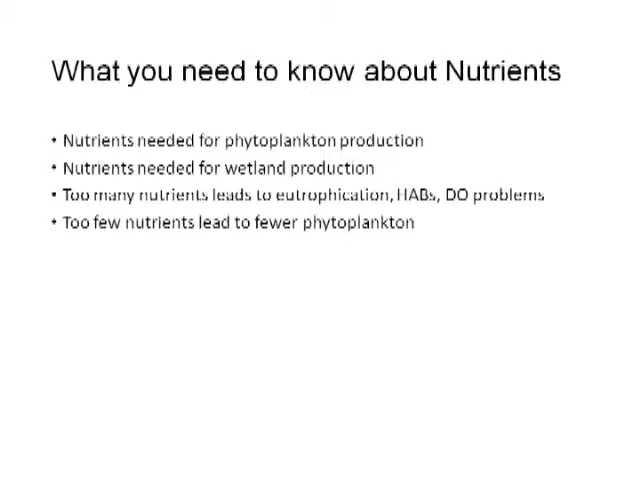 What you need to know about Nutrients
• Nutrients needed for phytoplankton production
• Nutrients needed for wetland production
• Too many nutrients leads to eutrophication, HABs, DO problems
• Too few nutrients lead to fewer phytoplankton